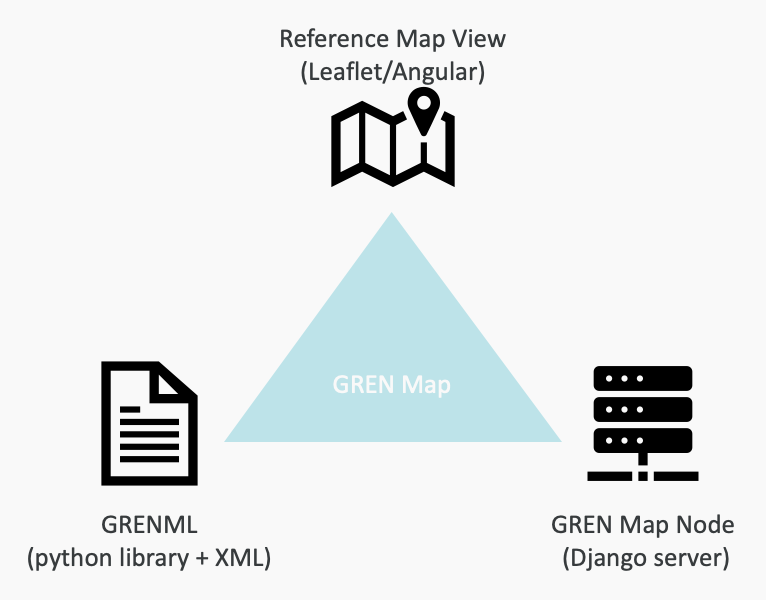 Reference Map View
(Leaflet/Angular)
GREN Map
GRENML
(python library + XML)
GREN Map Node
(Django server)